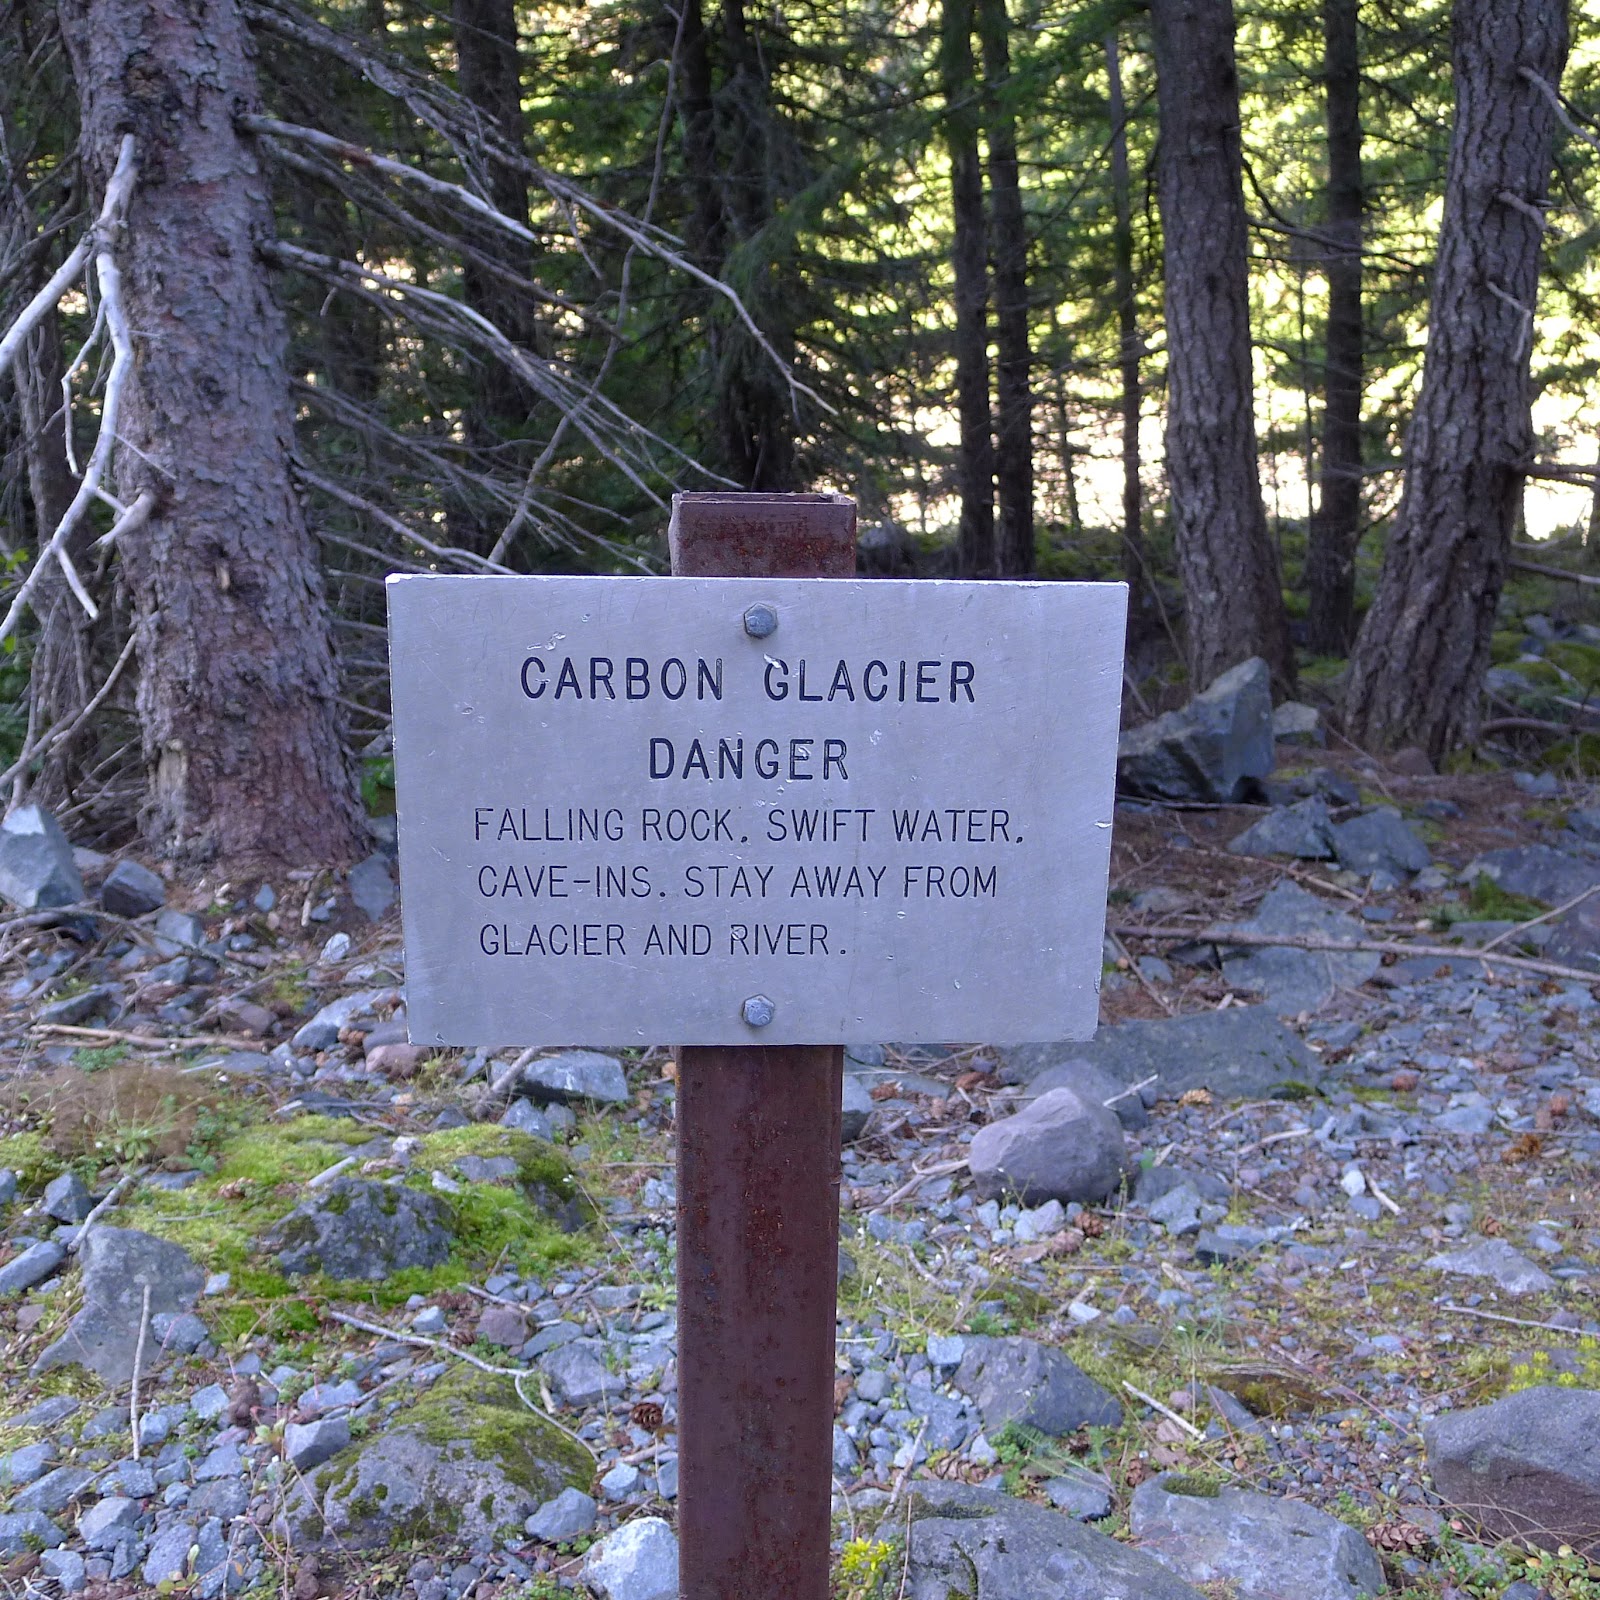 CARBON GLACIER
DANGER
FALLING ROCK, SWIFT WATER,
CAVE-INS. STAY AWAY FROM
GLACIER AND RIVER.